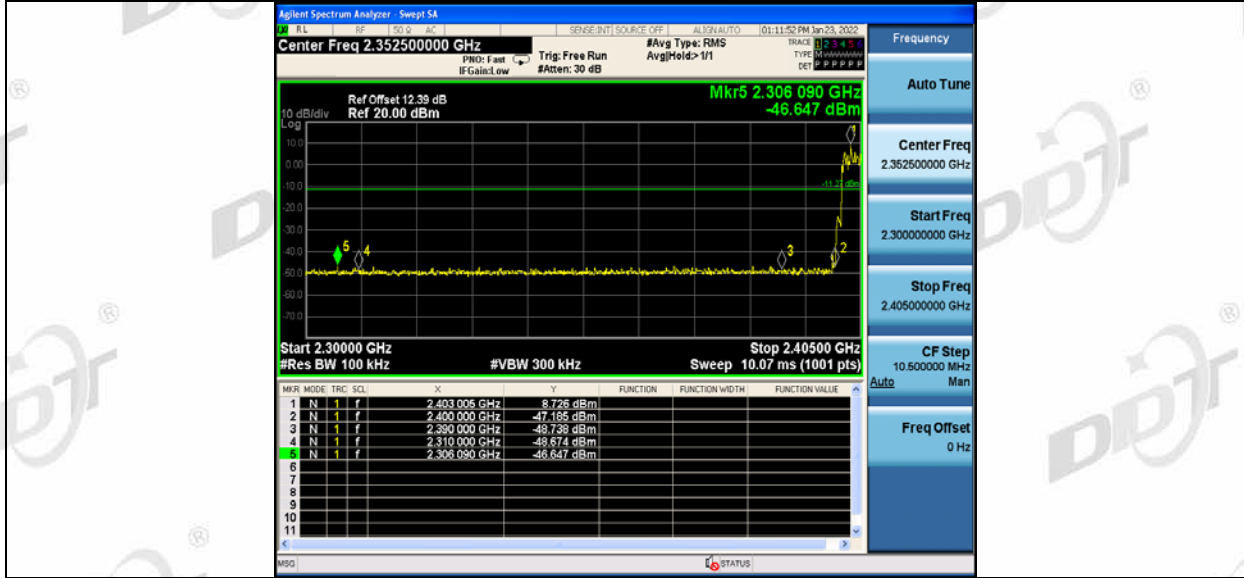 Agilent Spectrum Analyzer - Swept SA
RL RF 50 Ω AC SENSE:INT SOURCE OFF ALIGNAUTO 01:11:52 PM Jan 23, 2022
Center Freq 2.352500000 GHz
PNO: Fast
IFGain:Low
Trig: Free Run
#Atten: 30 dB
#Avg Type: RMS
Avg|Hold:>1/1
TRACE 1 2 3 4 5 6
TYPE M
DET P P P P P P
Ref Offset 12.39 dB
10 dB/div Ref 20.00 dBm
Log
Mkr5 2.306 090 GHz
-46.647 dBm
10.0
0.00
-10.0
-20.0
-30.0
-40.0
-50.0
-60.0
-70.0
-11.27 dBm
1
5
4
3
2
Start 2.30000 GHz Stop 2.40500 GHz
#Res BW 100 kHz #VBW 300 kHz Sweep 10.07 ms (1001 pts)
MKR MODE TRC SCL X Y FUNCTION FUNCTION WIDTH FUNCTION VALUE
1 N 1 f 2.403 005 GHz 8.726 dBm
2 N 1 f 2.400 000 GHz -47.185 dBm
3 N 1 f 2.390 000 GHz -48.738 dBm
4 N 1 f 2.310 000 GHz -48.674 dBm
5 N 1 f 2.306 090 GHz -46.647 dBm
6
7
8
9
10
11
MSG STATUS
Frequency
Auto Tune
Center Freq
2.352500000 GHz
Start Freq
2.300000000 GHz
Stop Freq
2.405000000 GHz
CF Step
10.500000 MHz
Auto Man
Freq Offset
0 Hz